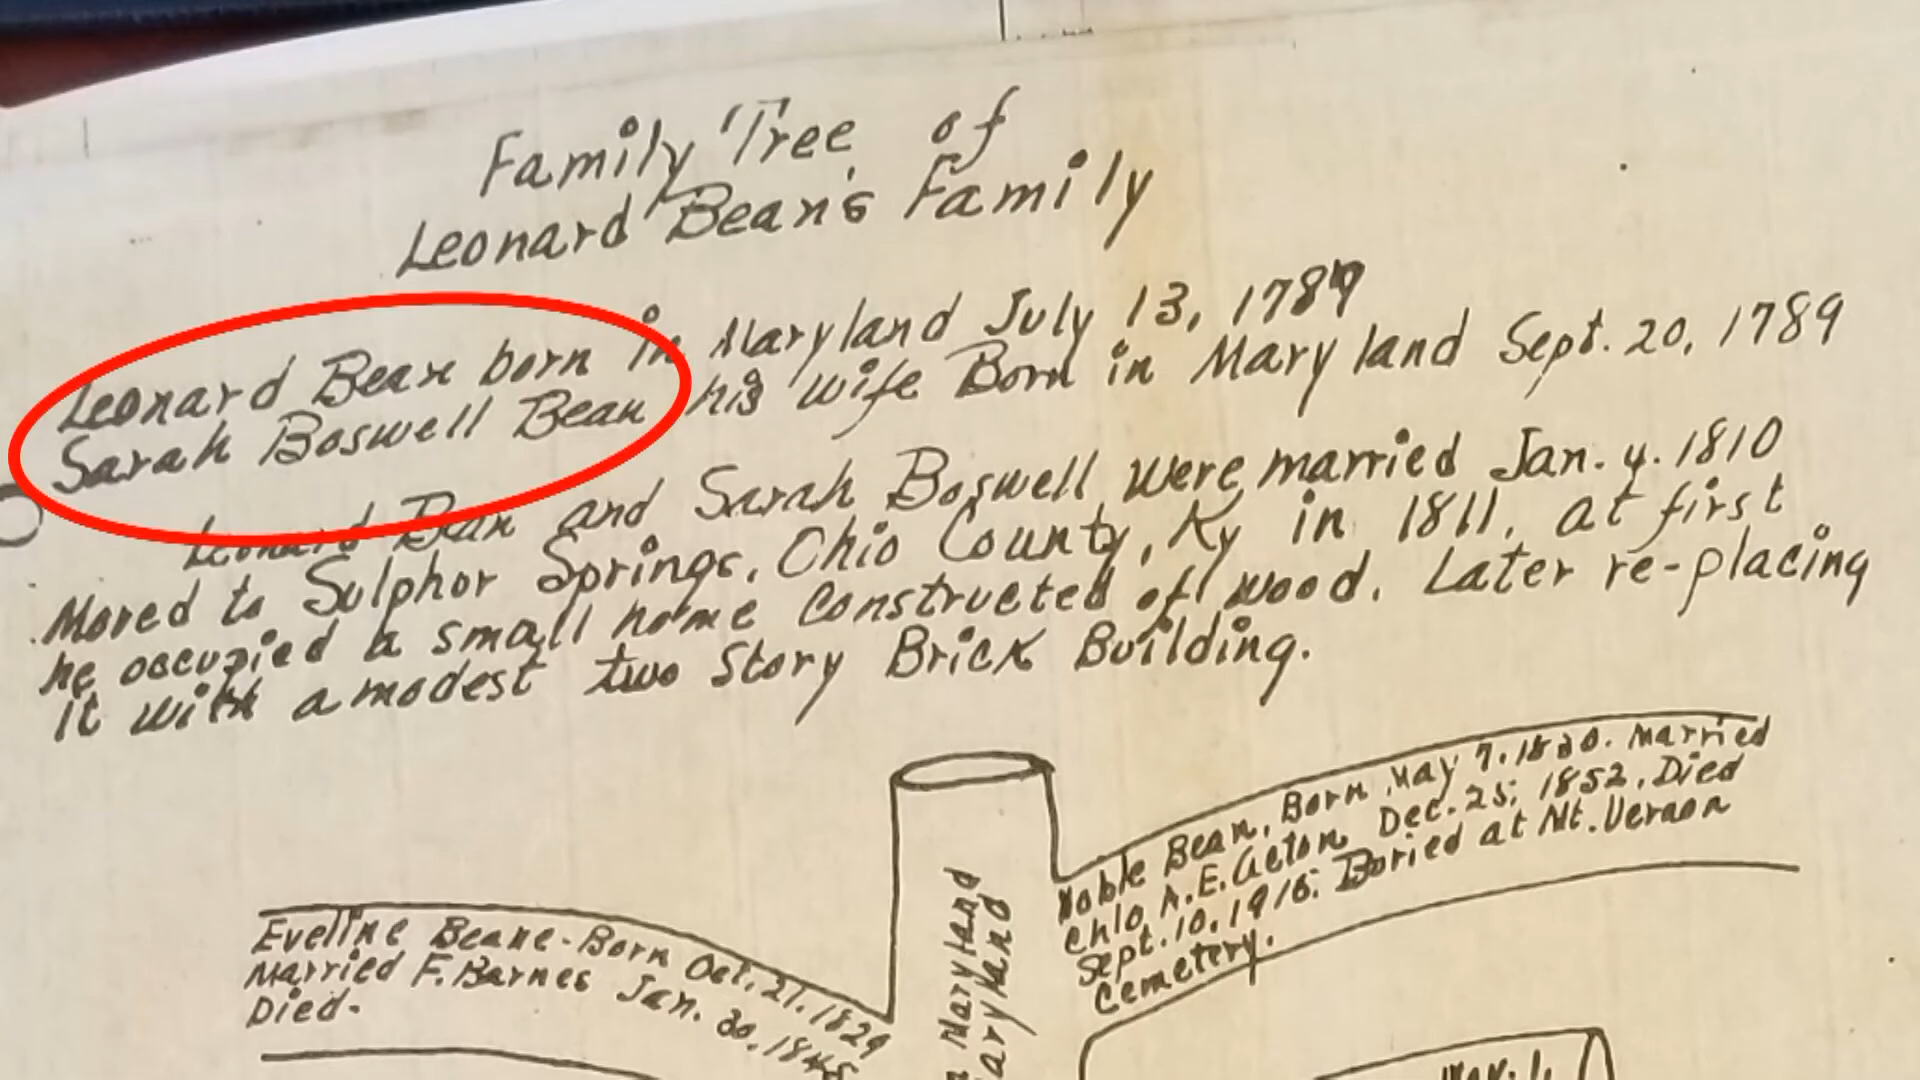 Family Tree of
Leonard Bean's Family
Leonard Bean born in Maryland July 13, 1789
Sarah Boswell Bean his wife Born in Maryland Sept. 20, 1789
Leonard Bean and Sarah Boswell were married Jan. 4. 1810
Moved to Sulphor Springs, Ohio County, Ky in 1811, at first
he occupied a small home constructed of wood. Later re-placing
it with a modest two Story Brick Building.
Noble Bean, Born May 7. 1830. Married
Chlo A. E. Acton Dec. 25; 1852. Died
Sept. 10, 1916. Buried at Mt. Vernon
Cemetery.
Eveline Beane - Born Oct. 21, 1829
Married F. Barnes Jan. 30, 1845
Died.
Maryland
aryland